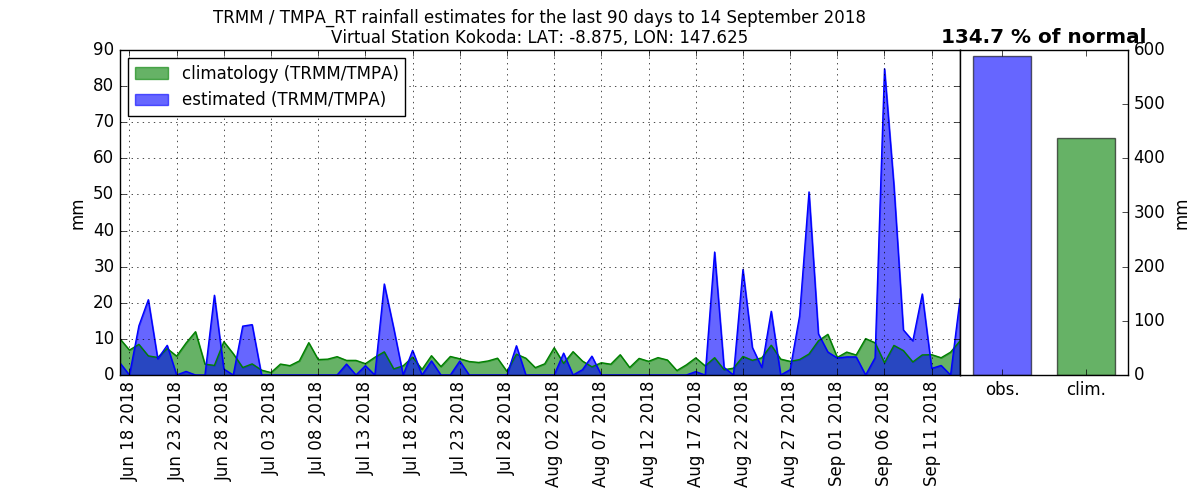 TRMM / TMPA_RT rainfall estimates for the last 90 days to 14 September 2018
Virtual Station Kokoda: LAT: -8.875, LON: 147.625
134.7 % of normal
climatology (TRMM/TMPA)
estimated (TRMM/TMPA)
90
80
70
60
50
40
30
20
10
0
mm
Jun 18 2018
Jun 23 2018
Jun 28 2018
Jul 03 2018
Jul 08 2018
Jul 13 2018
Jul 18 2018
Jul 23 2018
Jul 28 2018
Aug 02 2018
Aug 07 2018
Aug 12 2018
Aug 17 2018
Aug 22 2018
Aug 27 2018
Sep 01 2018
Sep 06 2018
Sep 11 2018
obs.
clim.
600
500
400
300
200
100
0
mm